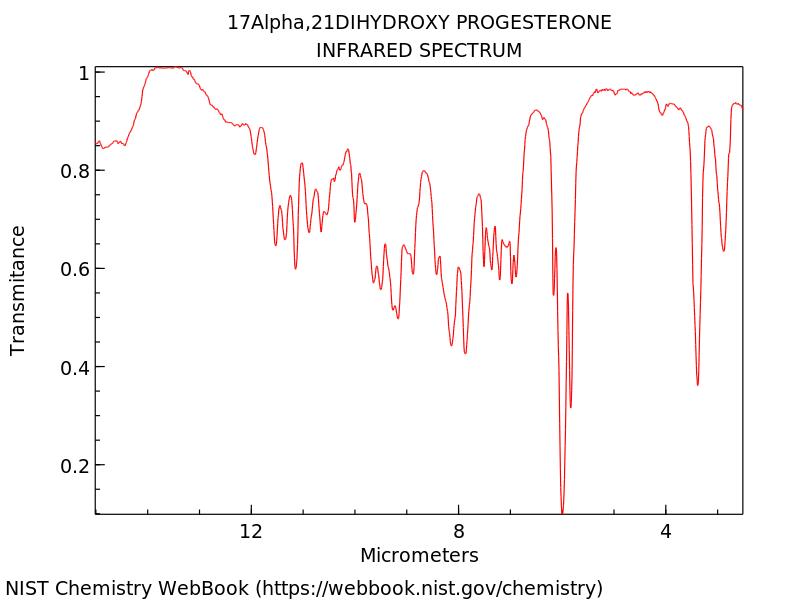 17Alpha,21DIHYDROXY PROGESTERONE
INFRARED SPECTRUM
1
0.8
0.6
0.4
0.2
Transmitance
12 8 4
Micrometers
NIST Chemistry WebBook (https://webbook.nist.gov/chemistry)